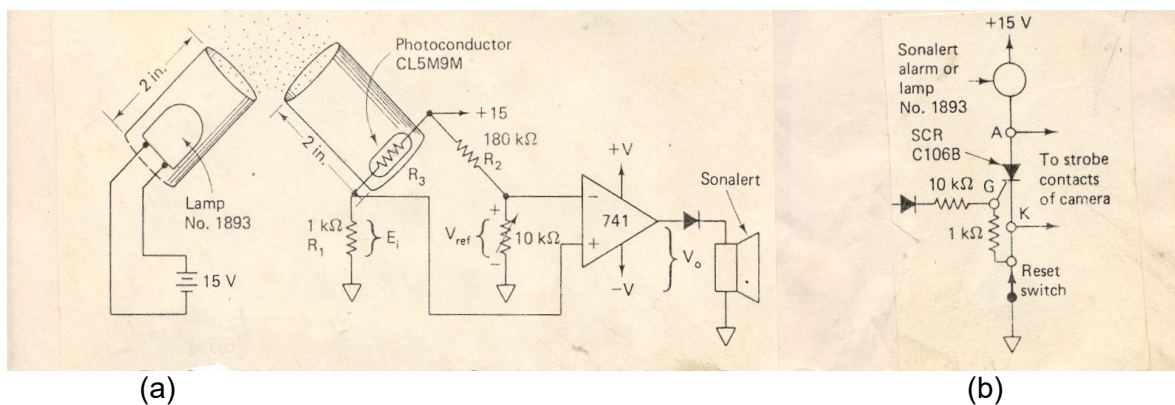 Photoconductor
CL5M9M
2 in.
2 in.
+15
180 kΩ
R₂
R₃
+V
Sonalert
Lamp
No. 1893
1 kΩ
R₁
Eᵢ
+
V_ref
−
10 kΩ
−
+
741
−V
V₀
15 V
(a)
+15 V
Sonalert
alarm or
lamp
No. 1893
A
SCR
C106B
To strobe
contacts
of camera
10 kΩ
G
K
1 kΩ
Reset
switch
(b)